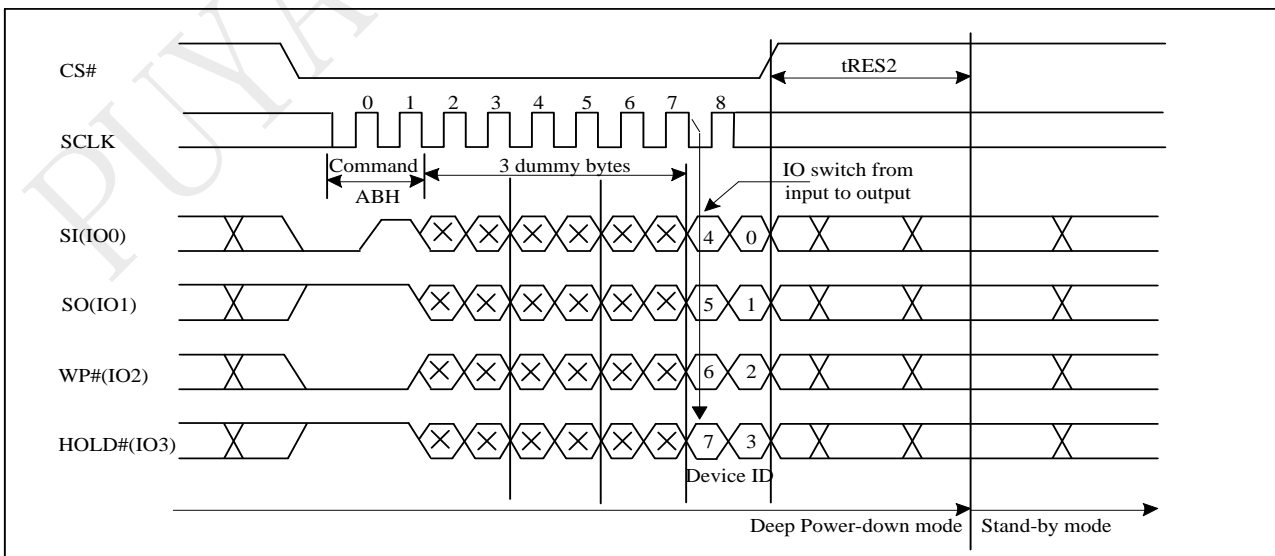 PUYA
CS#
tRES2
0 1 2 3 4 5 6 7 8
SCLK
Command
3 dummy bytes
IO switch from
input to output
ABH
SI(IO0)
4 0
SO(IO1)
5 1
WP#(IO2)
6 2
HOLD#(IO3)
7 3
Device ID
Deep Power-down mode
Stand-by mode